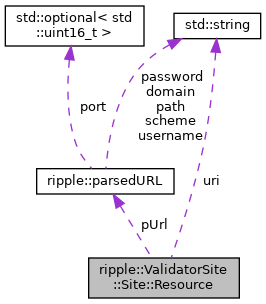 std::optional< std
::uint16_t >
std::string
password
domain
path
scheme
username
port
ripple::parsedURL
uri
pUrl
ripple::ValidatorSite
::Site::Resource